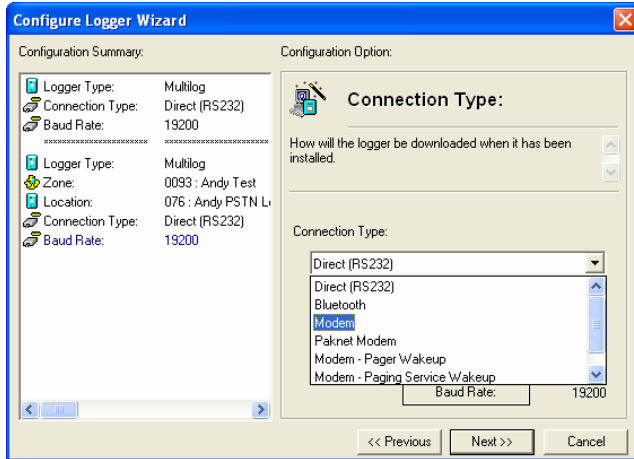 Configure Logger Wizard
Configuration Summary:
Logger Type: Multilog
Connection Type: Direct (RS232)
Baud Rate: 19200
xxxxxxxxxxxxxxxxxxxxx xxxxxxxxxxxxxxxxxxxxx
Logger Type: Multilog
Zone: 0093 : Andy Test
Location: 076 : Andy PSTN L
Connection Type: Direct (RS232)
Baud Rate: 19200
Configuration Option:
Connection Type:
How will the logger be downloaded when it has been
installed.
Connection Type:
Direct (RS232)
Direct (RS232)
Bluetooth
Modem
Paknet Modem
Modem - Pager Wakeup
Modem - Paging Service Wakeup
Baud Rate: 19200
<< Previous Next >> Cancel